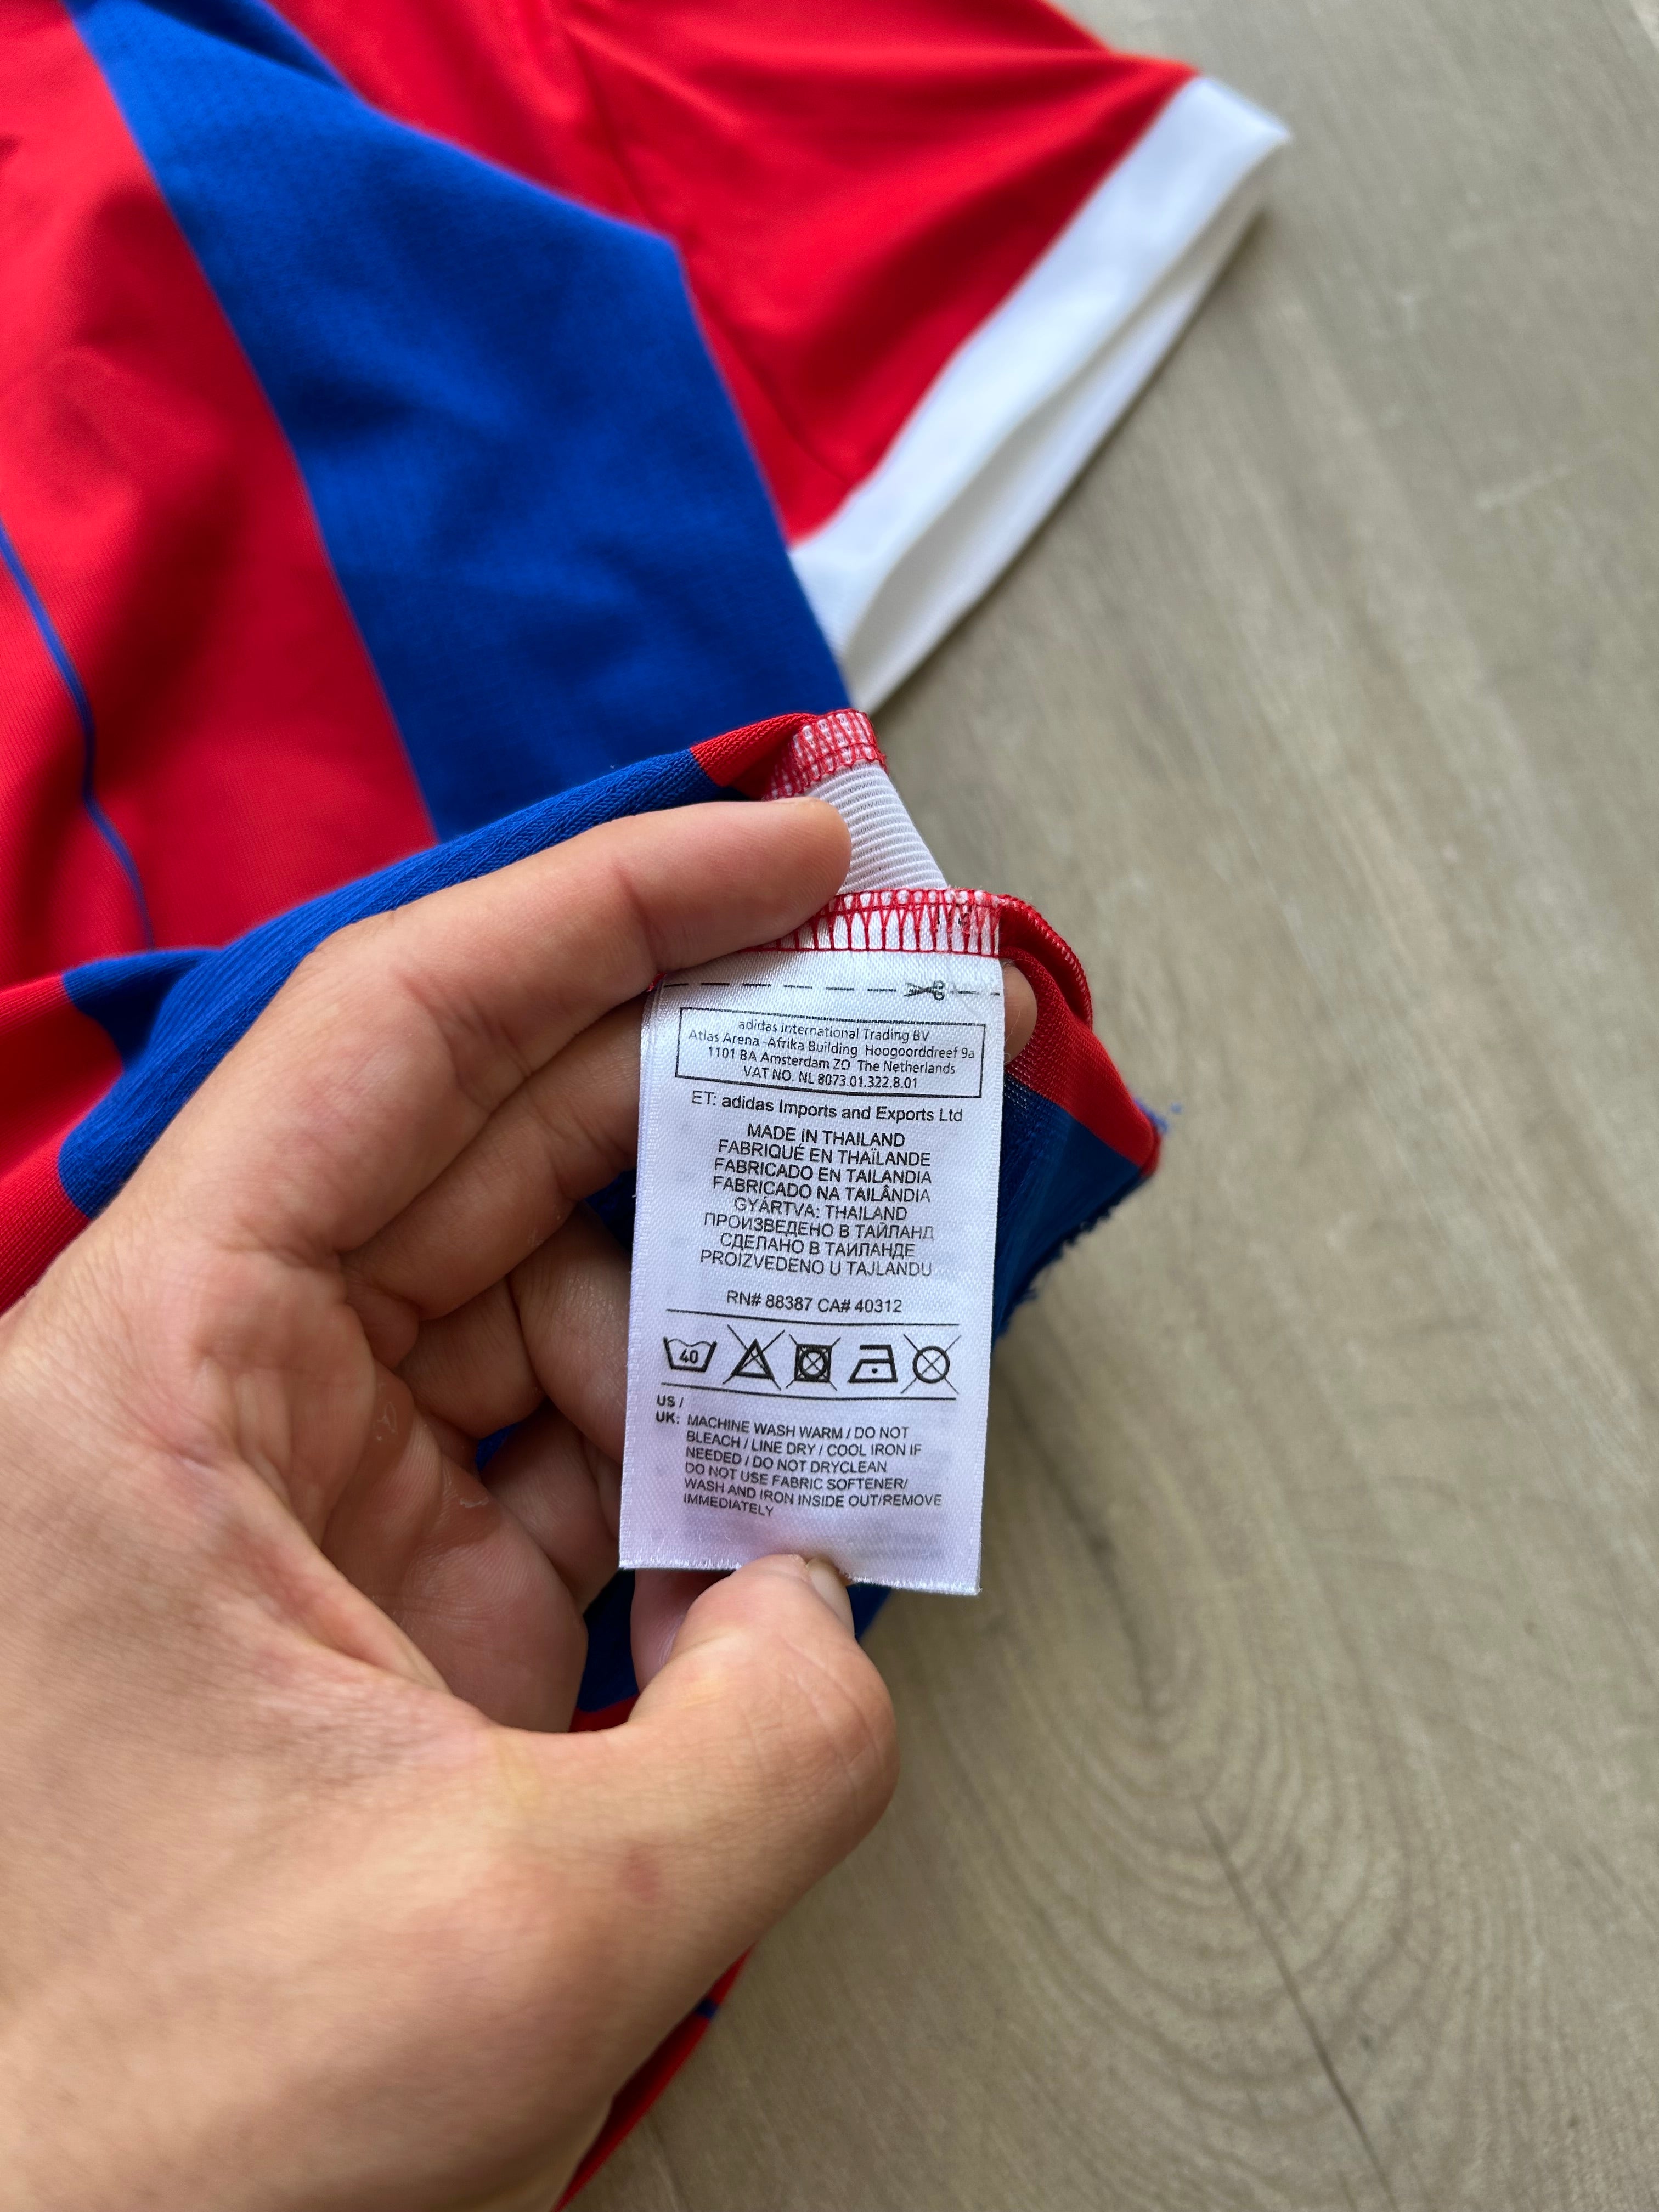 adidas International Trading BV
Atlas Arena -Afrika Building Hoogoorddreef 9a
1101 BA Amsterdam ZO The Netherlands
VAT NO. NL 8073.01.322.B.01
ET: adidas Imports and Exports Ltd
MADE IN THAILAND
FABRIQUÉ EN THAÏLANDE
FABRICADO EN TAILANDIA
FABRICADO NA TAILÂNDIA
GYÁRTVA: THAILAND
ПРОИЗВЕДЕНО В ТАЙЛАНД
СДЕЛАНО В ТАИЛАНДЕ
PROIZVEDENO U TAJLANDU
RN# 88387 CA# 40312
40
US /
UK: MACHINE WASH WARM / DO NOT
BLEACH / LINE DRY / COOL IRON IF
NEEDED / DO NOT DRYCLEAN
DO NOT USE FABRIC SOFTENER/
WASH AND IRON INSIDE OUT/REMOVE
IMMEDIATELY